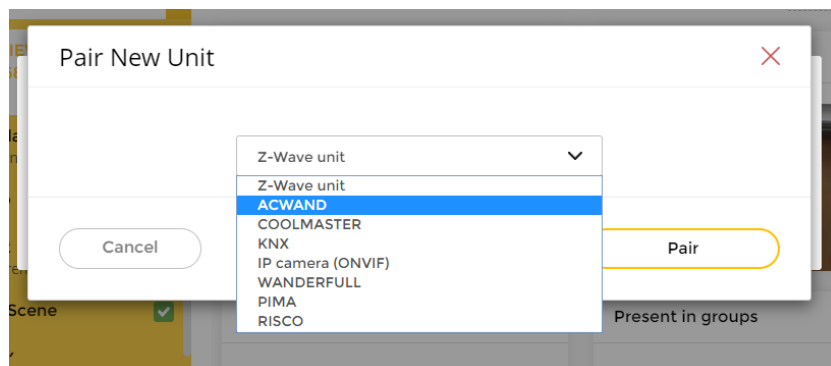 Pair New Unit
Z-Wave unit
Z-Wave unit
ACWAND
COOLMASTER
KNX
IP camera (ONVIF)
WANDERFULL
PIMA
RISCO
Cancel
Pair
Scene
Present in groups